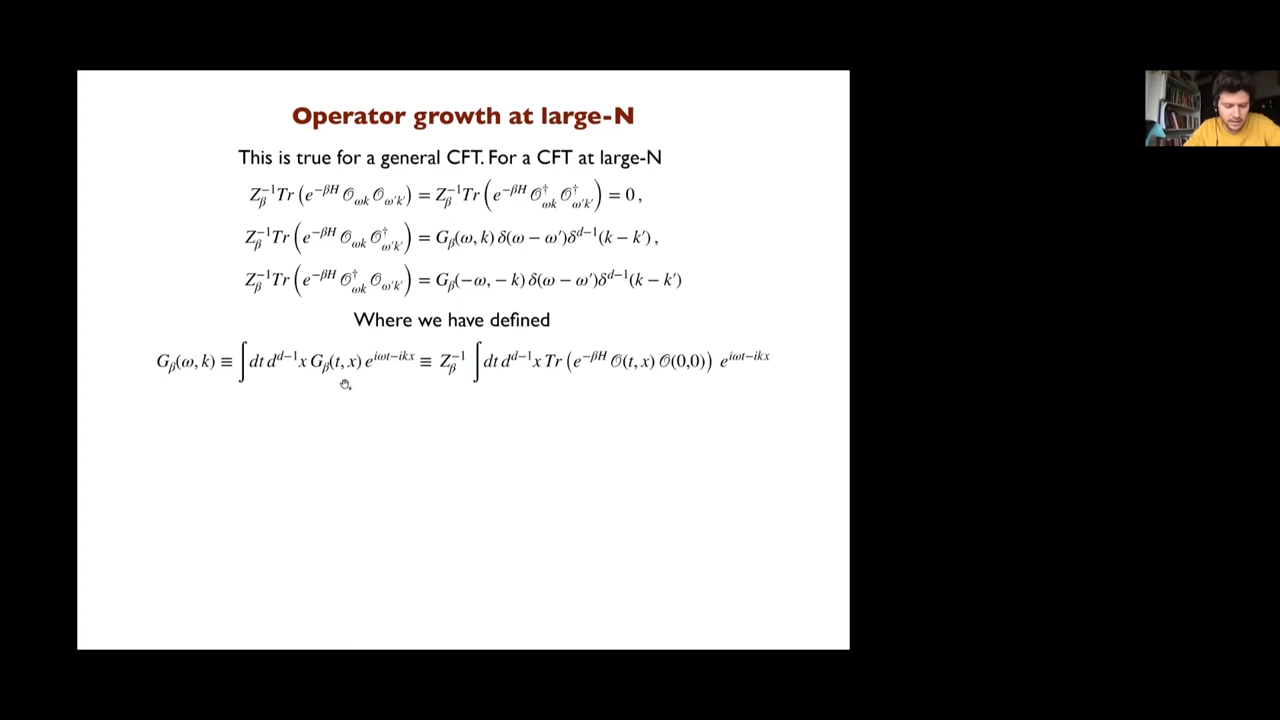 Operator growth at large-N
This is true for a general CFT. For a CFT at large-N
Z_β^{-1} Tr (e^{-βH} 𝒪_{ωk} 𝒪_{ω′k′}) = Z_β^{-1} Tr (e^{-βH} 𝒪†_{ωk} 𝒪†_{ω′k′}) = 0 ,
Z_β^{-1} Tr (e^{-βH} 𝒪_{ωk} 𝒪†_{ω′k′}) = G_β(ω, k) δ(ω − ω′)δ^{d−1}(k − k′) ,
Z_β^{-1} Tr (e^{-βH} 𝒪†_{ωk} 𝒪_{ω′k′}) = G_β(−ω, − k) δ(ω − ω′)δ^{d−1}(k − k′)
Where we have defined
G_β(ω, k) ≡ ∫ dt d^{d−1}x G_β(t, x) e^{iωt−ikx} ≡ Z_β^{-1} ∫ dt d^{d−1}x Tr (e^{-βH} 𝒪(t, x) 𝒪(0,0)) e^{iωt−ikx}